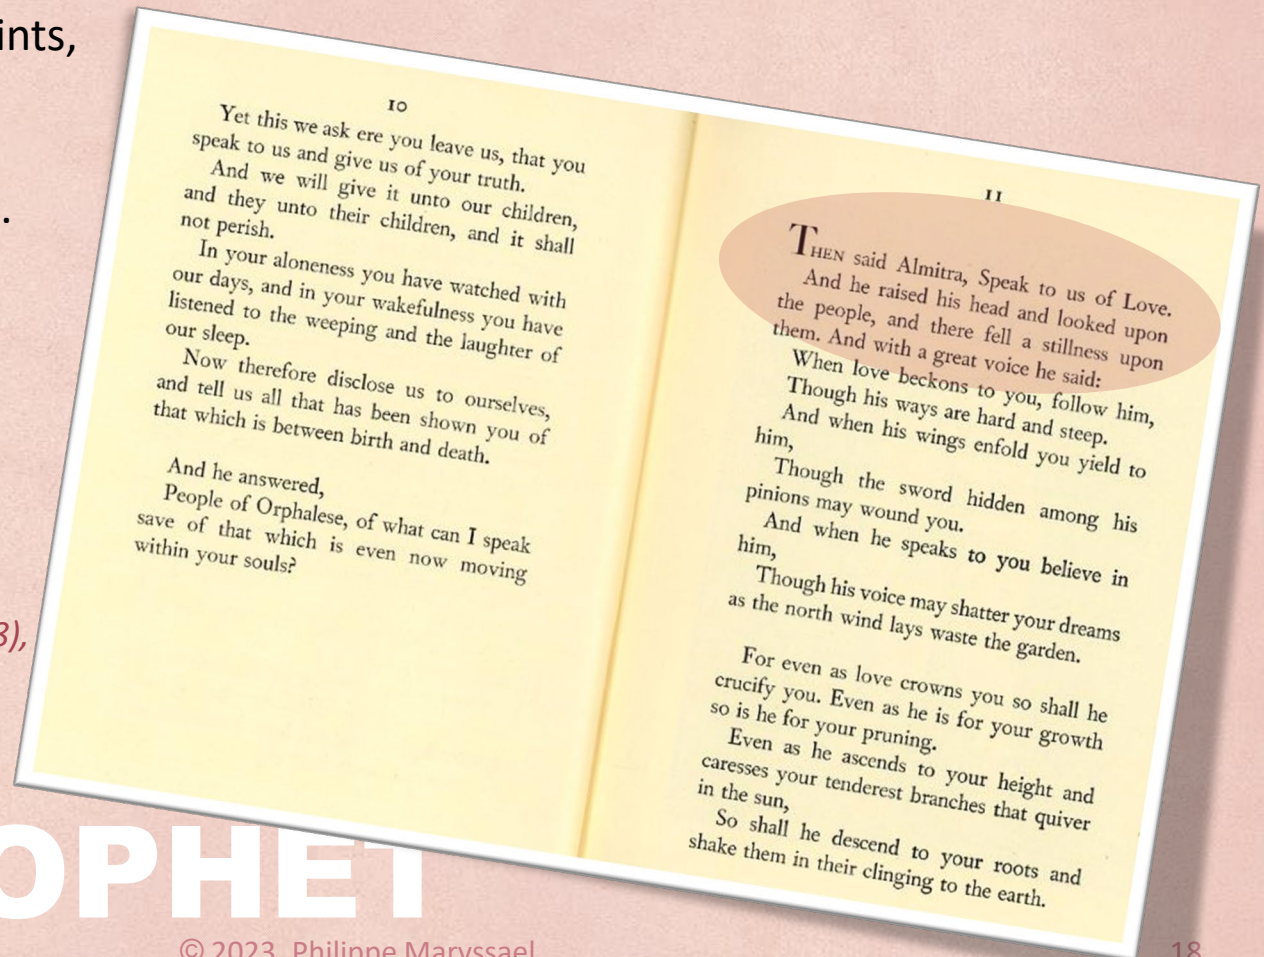 ints,
.
10
Yet this we ask ere you leave us, that you
speak to us and give us of your truth.
And we will give it unto our children,
and they unto their children, and it shall
not perish.
In your aloneness you have watched with
our days, and in your wakefulness you have
listened to the weeping and the laughter of
our sleep.
Now therefore disclose us to ourselves,
and tell us all that has been shown you of
that which is between birth and death.
And he answered,
People of Orphalese, of what can I speak
save of that which is even now moving
within your souls?
11
THEN said Almitra, Speak to us of Love.
And he raised his head and looked upon
the people, and there fell a stillness upon
them. And with a great voice he said:
When love beckons to you, follow him,
Though his ways are hard and steep.
And when his wings enfold you yield to
him,
Though the sword hidden among his
pinions may wound you.
And when he speaks to you believe in
him,
Though his voice may shatter your dreams
as the north wind lays waste the garden.
For even as love crowns you so shall he
crucify you. Even as he is for your growth
so is he for your pruning.
Even as he ascends to your height and
caresses your tenderest branches that quiver
in the sun,
So shall he descend to your roots and
shake them in their clinging to the earth.
8),
OPHET
© 2023 Philippe Maryssael
18